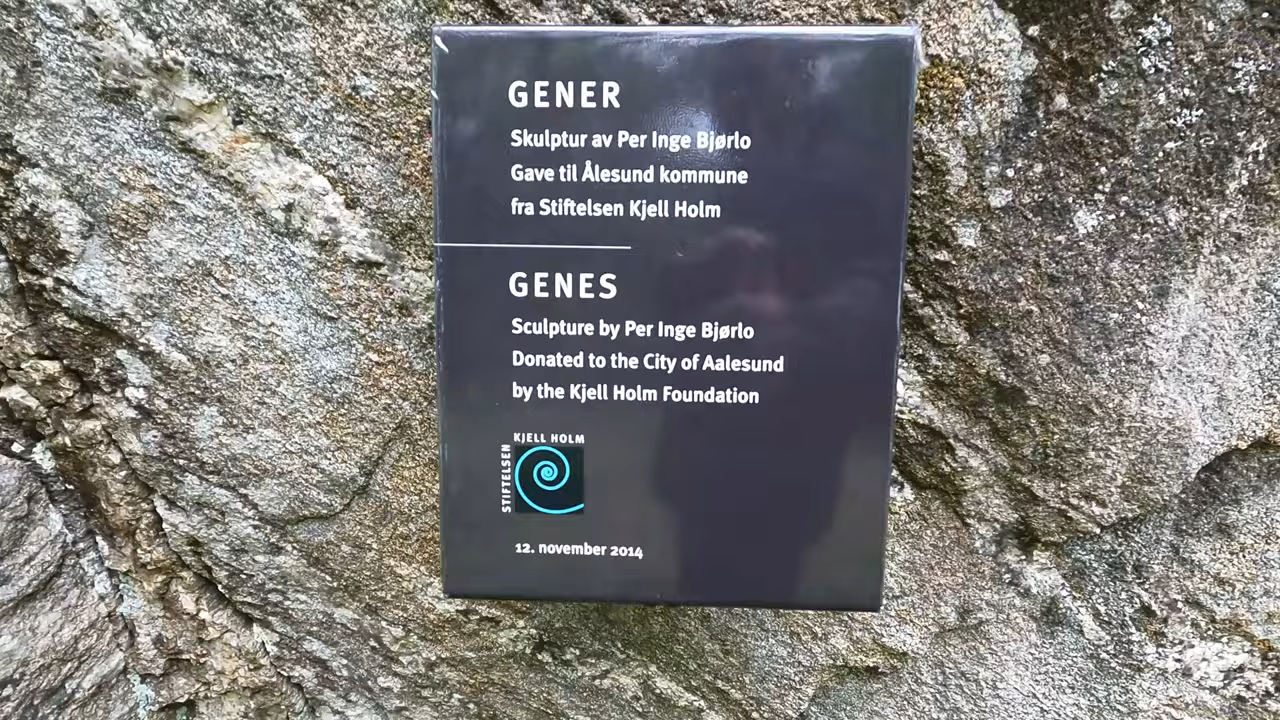 GENER
Skulptur av Per Inge Bjørlo
Gave til Ålesund kommune
fra Stiftelsen Kjell Holm
GENES
Sculpture by Per Inge Bjørlo
Donated to the City of Aalesund
by the Kjell Holm Foundation
KJELL HOLM
STIFTELSEN
12. november 2014